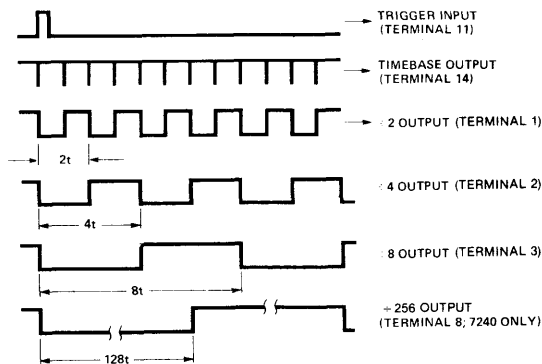 TRIGGER INPUT
(TERMINAL 11)
TIMEBASE OUTPUT
(TERMINAL 14)
÷2 OUTPUT (TERMINAL 1)
2t
÷4 OUTPUT (TERMINAL 2)
4t
÷8 OUTPUT (TERMINAL 3)
8t
÷256 OUTPUT
(TERMINAL 8; 7240 ONLY)
128t